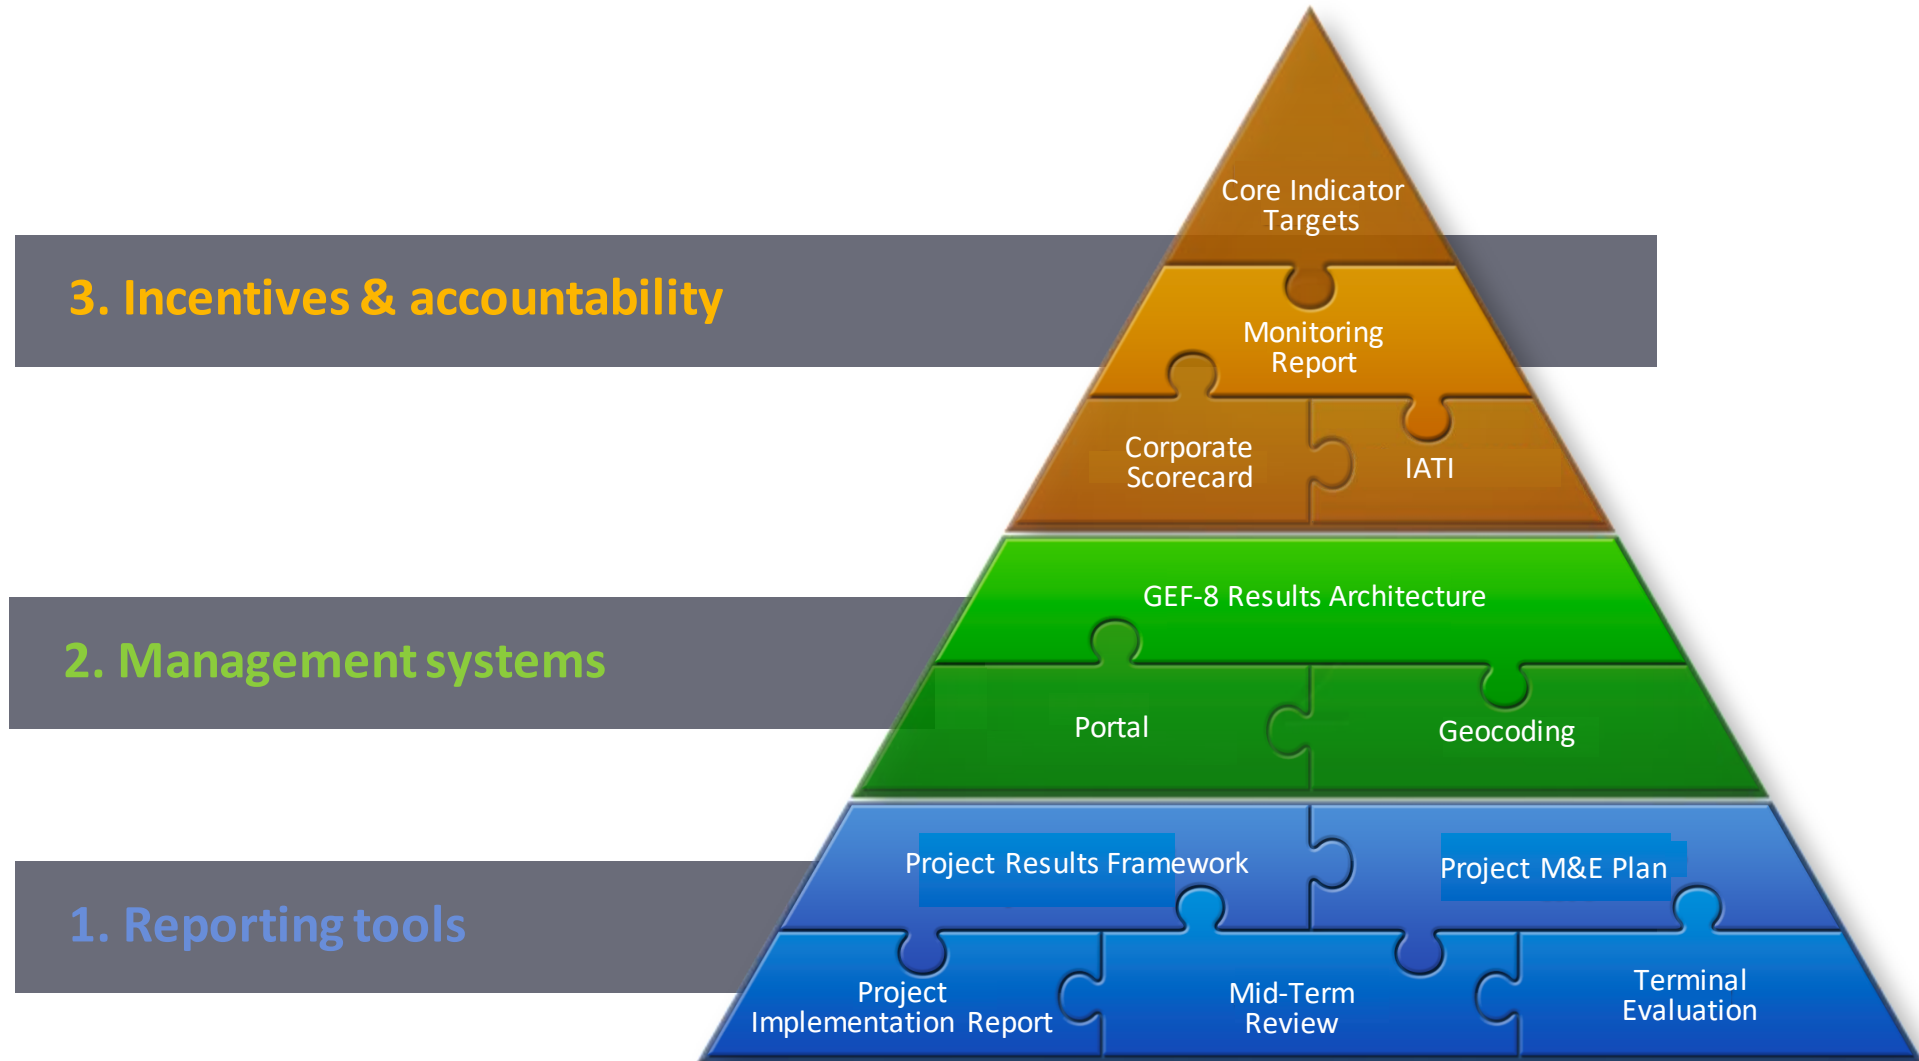 Core Indicator
Targets
3. Incentives & accountability
Monitoring
Report
Corporate
Scorecard
IATI
GEF-8 Results Architecture
2. Management systems
Portal
Geocoding
Project Results Framework
Project M&E Plan
1. Reporting tools
Project
Implementation Report
Mid-Term
Review
Terminal
Evaluation